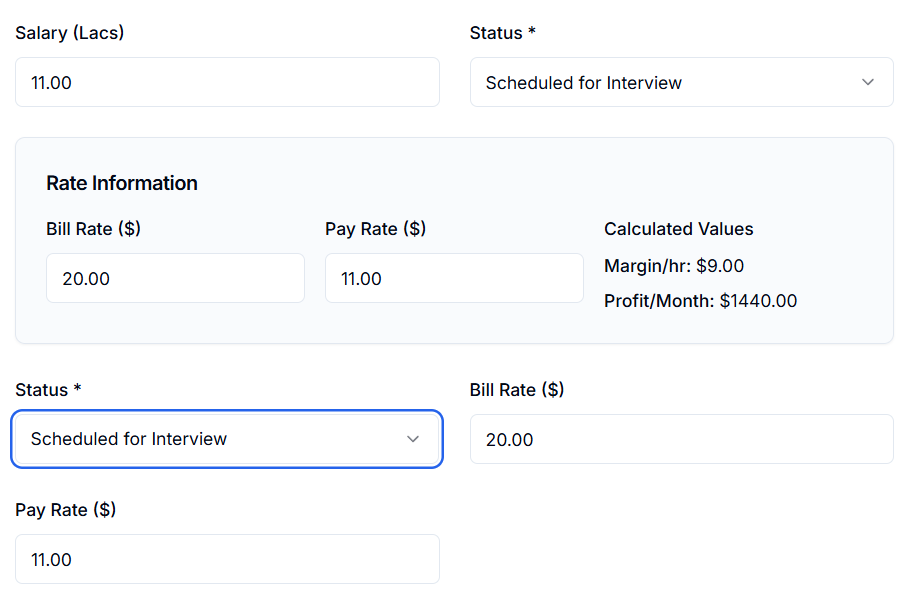 Salary (Lacs)
Status *
11.00
Scheduled for Interview
Rate Information
Bill Rate ($)
Pay Rate ($)
Calculated Values
20.00
11.00
Margin/hr: $9.00
Profit/Month: $1440.00
Status *
Bill Rate ($)
Scheduled for Interview
20.00
Pay Rate ($)
11.00